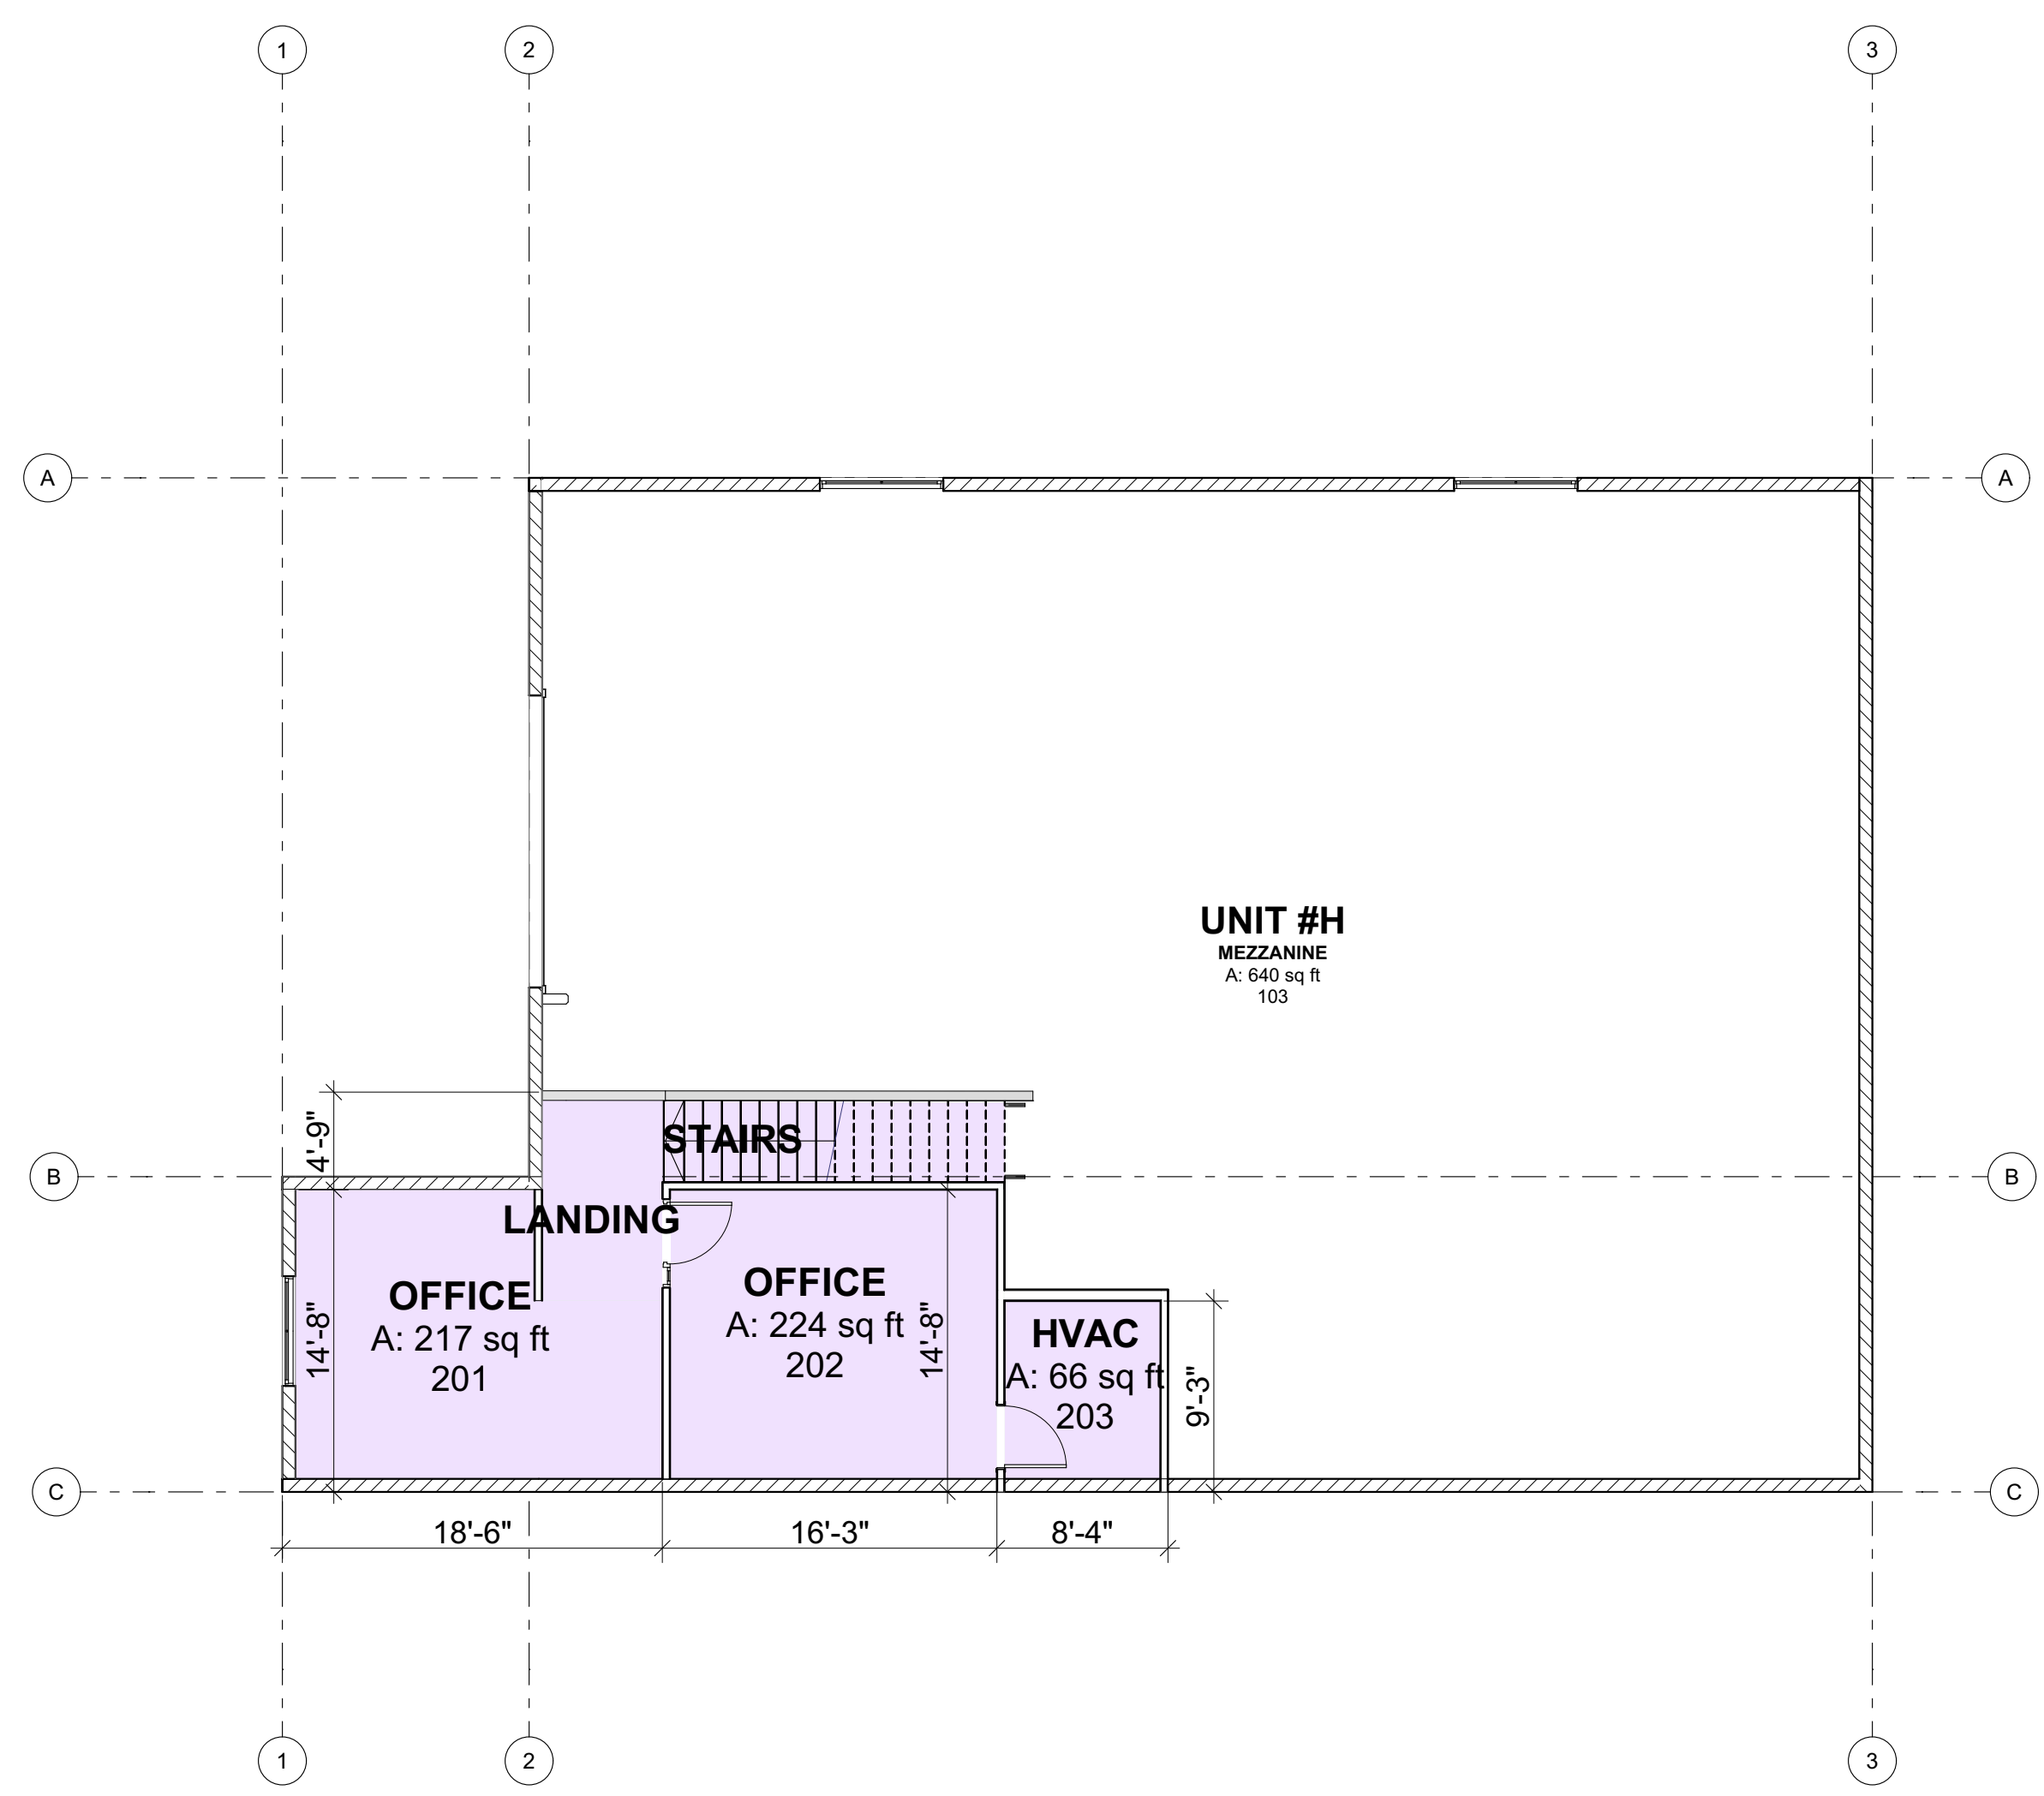 1
2
3
A
A
UNIT #H
MEZZANINE
A: 640 sq ft
103
4'-9"
STAIRS
B
B
LANDING
OFFICE
A: 217 sq ft
201
14'-8"
OFFICE
A: 224 sq ft
202
14'-8"
HVAC
A: 66 sq ft
203
9'-3"
C
C
18'-6"
16'-3"
8'-4"
1
2
3